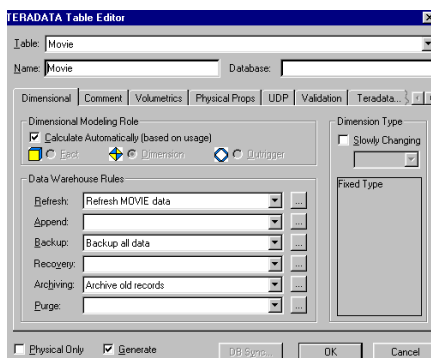 TERADATA Table Editor
Table: Movie
Name: Movie Database:
Dimensional Comment Volumetrics Physical Props UDP Validation Teradata...
Dimensional Modeling Role
Calculate Automatically (based on usage)
Fact Dimension Outrigger
Dimension Type
Slowly Changing
Fixed Type
Data Warehouse Rules
Refresh: Refresh MOVIE data ...
Append: ...
Backup: Backup all data ...
Recovery: ...
Archiving: Archive old records ...
Purge: ...
Physical Only Generate DB Sync... OK Cancel